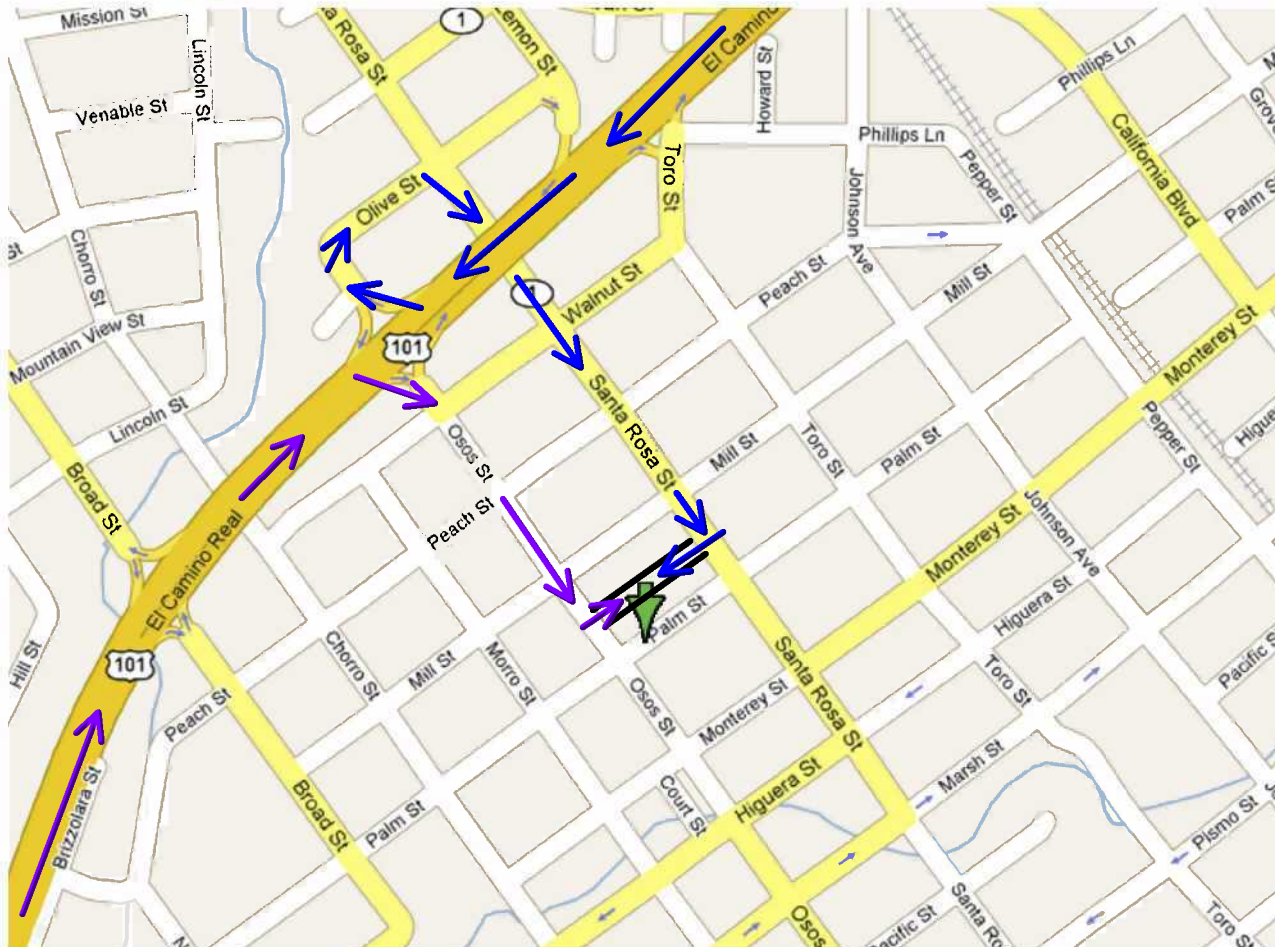 Mission St
ta Rosa St
1
Lemon St
El Camino
Lincoln St
Venable St
Howard St
Phillips Ln
Phillips Ln
California Blvd
Grove
Toro St
Pepper St
Johnson Ave
Palm St
Olive St
St
Chorro St
Peach St
Mill St
1
Walnut St
Mountain View St
101
Monterey St
Santa Rosa St
Lincoln St
Osos St
Mill St
Toro St
Palm St
Pepper St
Higue
Broad St
Peach St
Johnson Ave
El Camino Real
Monterey St
Higuera St
Palm St
Hill St
101
Chorro St
Mill St
Morro St
Osos St
Santa Rosa St
Toro St
Pacific S
Peach St
Monterey St
Marsh St
Brizzolara St
Broad St
Palm St
Court St
Higuera St
Pismo St
Santa Ro
Osos
Pacific St
Toro St